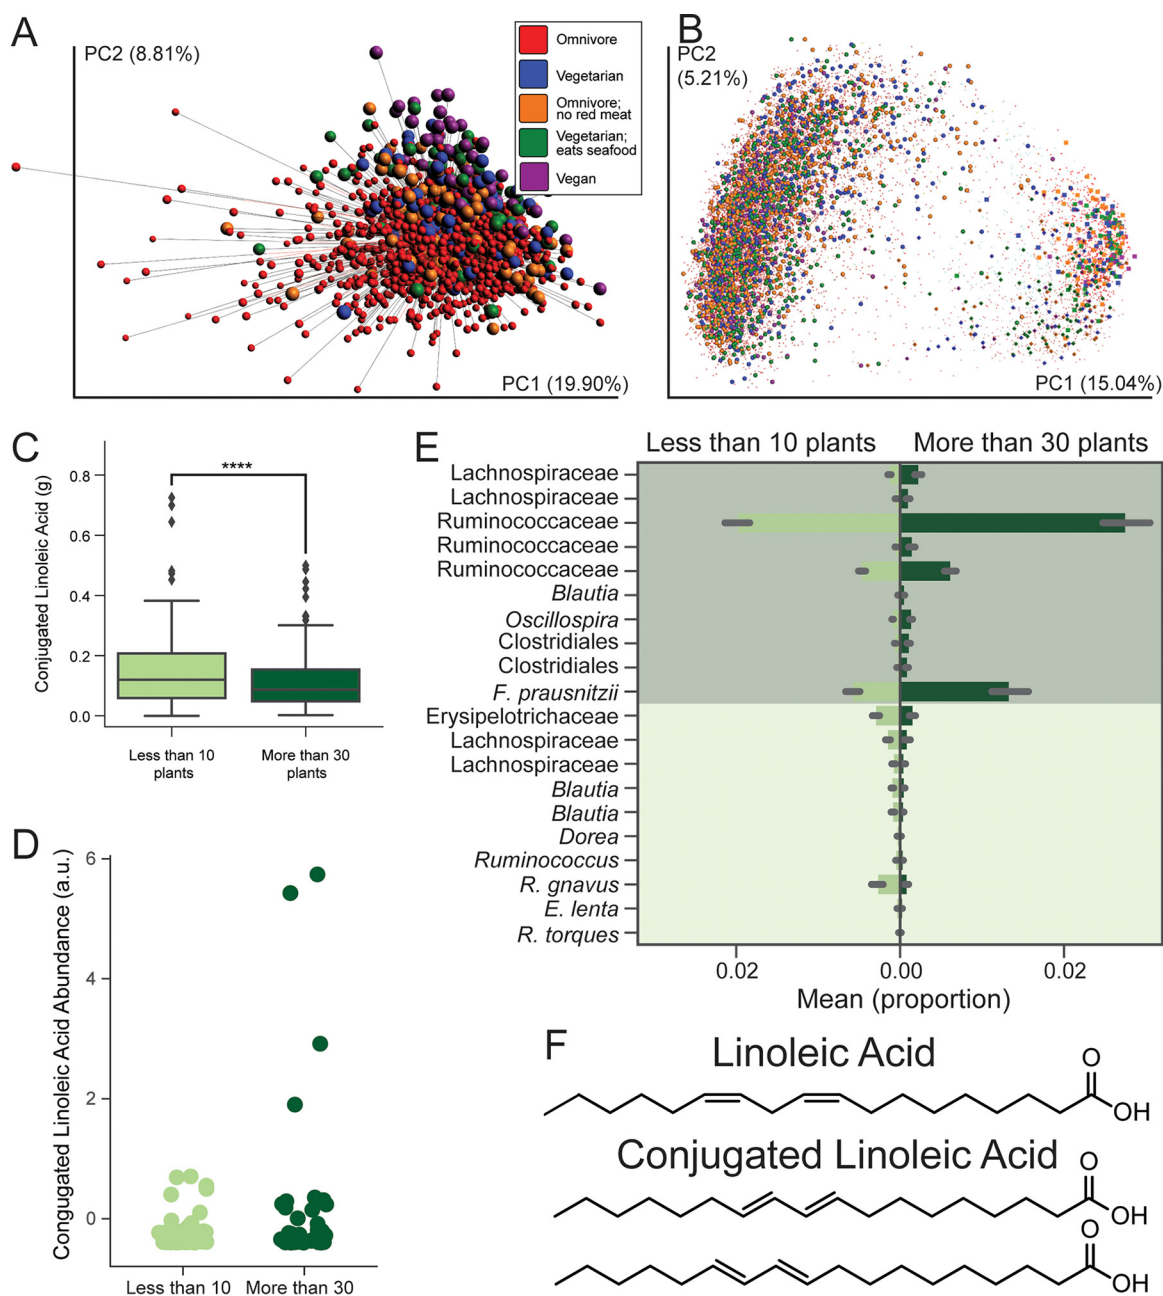 A
PC2 (8.81%)
Omnivore
Vegetarian
Omnivore;
no red meat
Vegetarian;
eats seafood
Vegan
PC1 (19.90%)
B
PC2
(5.21%)
PC1 (15.04%)
C
Conjugated Linoleic Acid (g)
0.8
0.6
0.4
0.2
0.0
****
Less than 10
plants
More than 30
plants
D
Congugated Linoleic Acid Abundance (a.u.)
6
4
2
0
Less than 10
More than 30
E
Less than 10 plants
More than 30 plants
Lachnospiraceae
Lachnospiraceae
Ruminococcaceae
Ruminococcaceae
Ruminococcaceae
Blautia
Oscillospira
Clostridiales
Clostridiales
F. prausnitzii
Erysipelotrichaceae
Lachnospiraceae
Lachnospiraceae
Blautia
Blautia
Dorea
Ruminococcus
R. gnavus
E. lenta
R. torques
0.02
0.00
0.02
Mean (proportion)
F
Linoleic Acid
O
OH
Conjugated Linoleic Acid
O
OH
O
OH